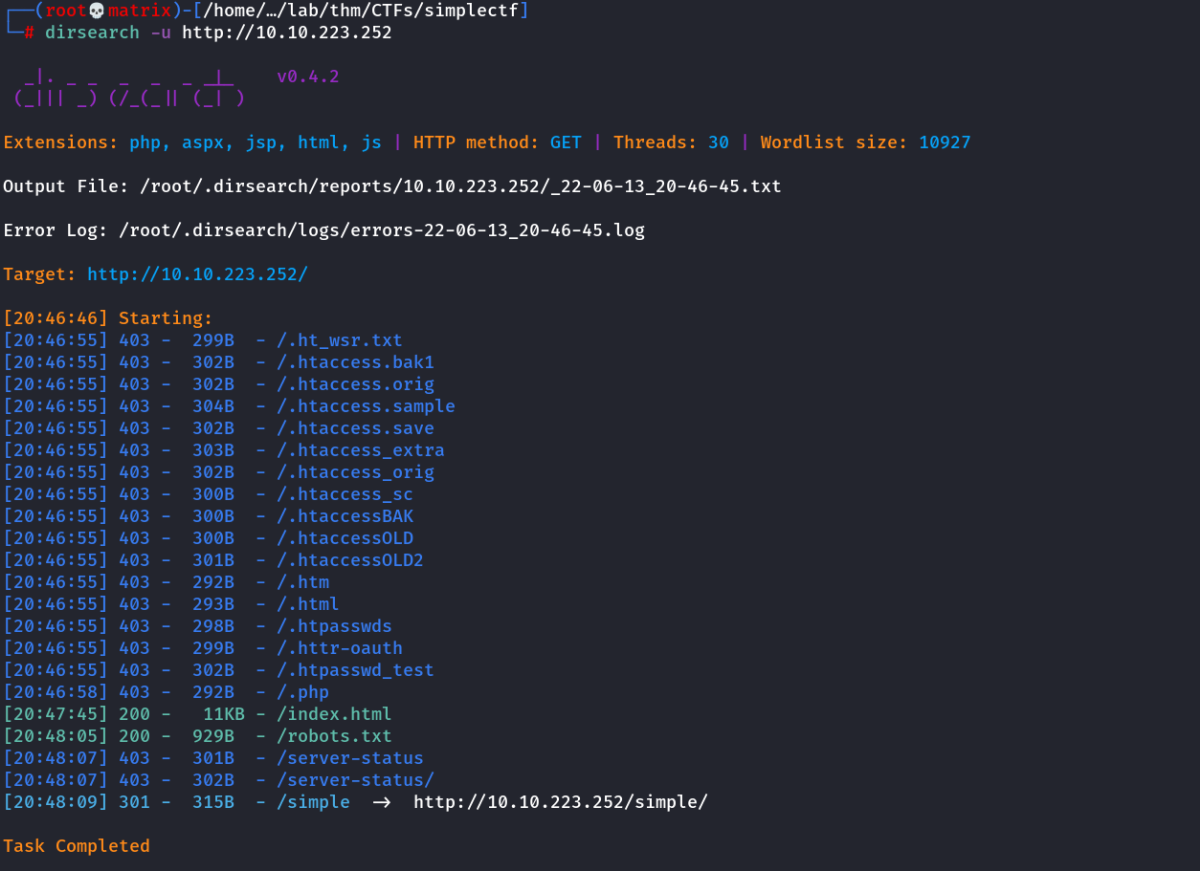 ┌──(root💀matrix)-[/home/…/lab/thm/CTFs/simplectf]
└─# dirsearch -u http://10.10.223.252
  _|. _ _  _  _  _ _|_    v0.4.2
 (_||| _) (/_(_|| (_| )
Extensions: php, aspx, jsp, html, js | HTTP method: GET | Threads: 30 | Wordlist size: 10927
Output File: /root/.dirsearch/reports/10.10.223.252/_22-06-13_20-46-45.txt
Error Log: /root/.dirsearch/logs/errors-22-06-13_20-46-45.log
Target: http://10.10.223.252/
[20:46:46] Starting:
[20:46:55] 403 -  299B  - /.ht_wsr.txt
[20:46:55] 403 -  302B  - /.htaccess.bak1
[20:46:55] 403 -  302B  - /.htaccess.orig
[20:46:55] 403 -  304B  - /.htaccess.sample
[20:46:55] 403 -  302B  - /.htaccess.save
[20:46:55] 403 -  303B  - /.htaccess_extra
[20:46:55] 403 -  302B  - /.htaccess_orig
[20:46:55] 403 -  300B  - /.htaccess_sc
[20:46:55] 403 -  300B  - /.htaccessBAK
[20:46:55] 403 -  300B  - /.htaccessOLD
[20:46:55] 403 -  301B  - /.htaccessOLD2
[20:46:55] 403 -  292B  - /.htm
[20:46:55] 403 -  293B  - /.html
[20:46:55] 403 -  298B  - /.htpasswds
[20:46:55] 403 -  299B  - /.httr-oauth
[20:46:55] 403 -  302B  - /.htpasswd_test
[20:46:58] 403 -  292B  - /.php
[20:47:45] 200 -   11KB - /index.html
[20:48:05] 200 -  929B  - /robots.txt
[20:48:07] 403 -  301B  - /server-status
[20:48:07] 403 -  302B  - /server-status/
[20:48:09] 301 -  315B  - /simple  →  http://10.10.223.252/simple/
Task Completed